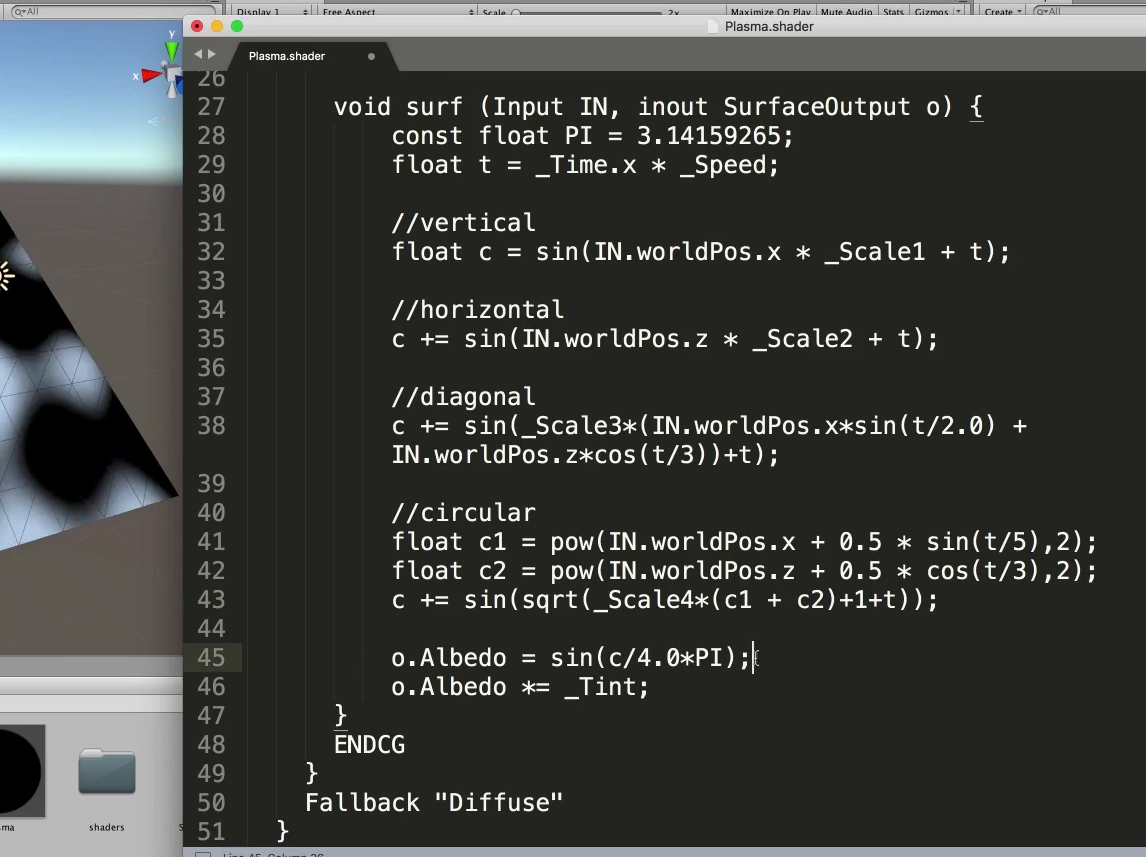 All
Display 1
Free Aspect
Scale
2x
Maximize On Play
Mute Audio
Stats
Gizmos
Create
All
Plasma.shader
Plasma.shader
y
x
26
27 void surf (Input IN, inout SurfaceOutput o) {
28 const float PI = 3.14159265;
29 float t = _Time.x * _Speed;
30
31 //vertical
32 float c = sin(IN.worldPos.x * _Scale1 + t);
33
34 //horizontal
35 c += sin(IN.worldPos.z * _Scale2 + t);
36
37 //diagonal
38 c += sin(_Scale3*(IN.worldPos.x*sin(t/2.0) +
IN.worldPos.z*cos(t/3))+t);
39
40 //circular
41 float c1 = pow(IN.worldPos.x + 0.5 * sin(t/5),2);
42 float c2 = pow(IN.worldPos.z + 0.5 * cos(t/3),2);
43 c += sin(sqrt(_Scale4*(c1 + c2)+1+t));
44
45 o.Albedo = sin(c/4.0*PI);
46 o.Albedo *= _Tint;
47 }
48 ENDCG
49 }
50 Fallback "Diffuse"
51 }
shaders